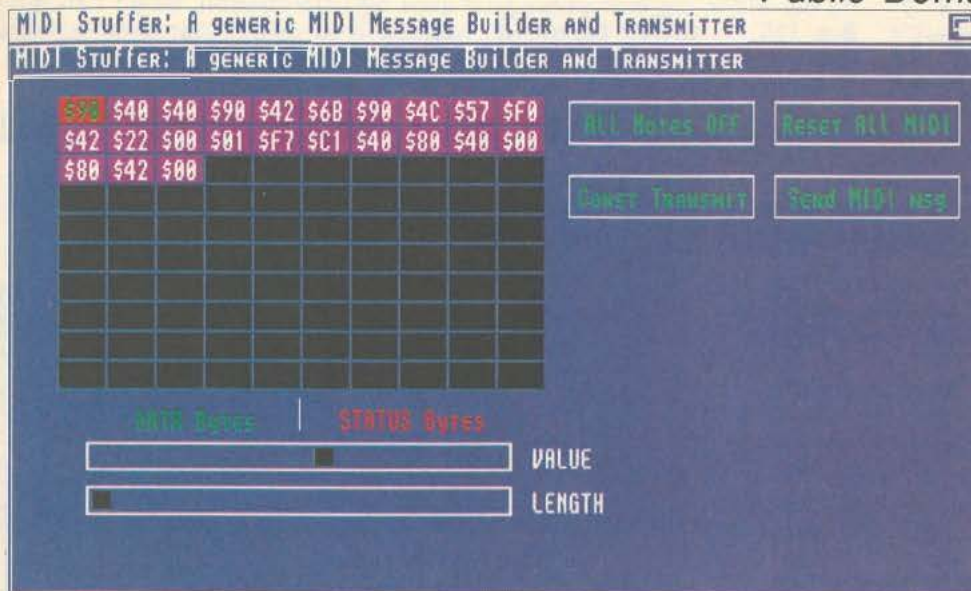 MIDI Stuffer: A generic MIDI Message Builder and Transmitter
MIDI Stuffer: A generic MIDI Message Builder and Transmitter
$90 $40 $40 $90 $42 $6B $90 $4C $57 $F0
$42 $22 $00 $01 $F7 $C1 $40 $80 $40 $00
$80 $42 $00
All Notes OFF
Reset All MIDI
Const Transmit
Send MIDI msg
DATA Bytes | STATUS Bytes
VALUE
LENGTH